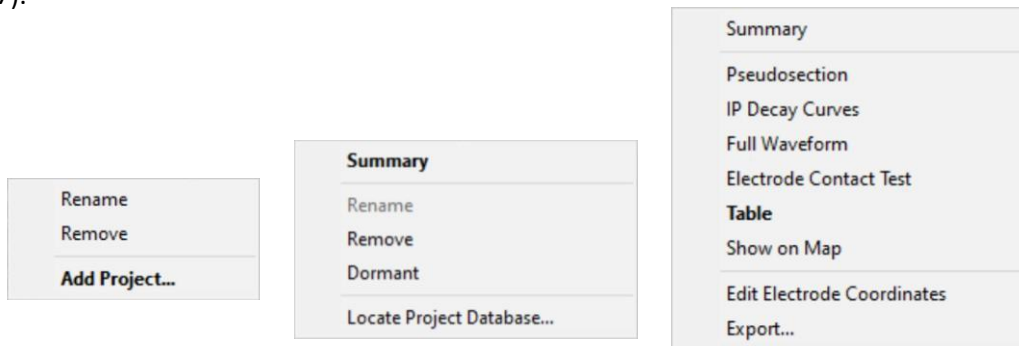 ).
Rename
Remove
Add Project...
Summary
Rename
Remove
Dormant
Locate Project Database...
Summary
Pseudosection
IP Decay Curves
Full Waveform
Electrode Contact Test
Table
Show on Map
Edit Electrode Coordinates
Export...